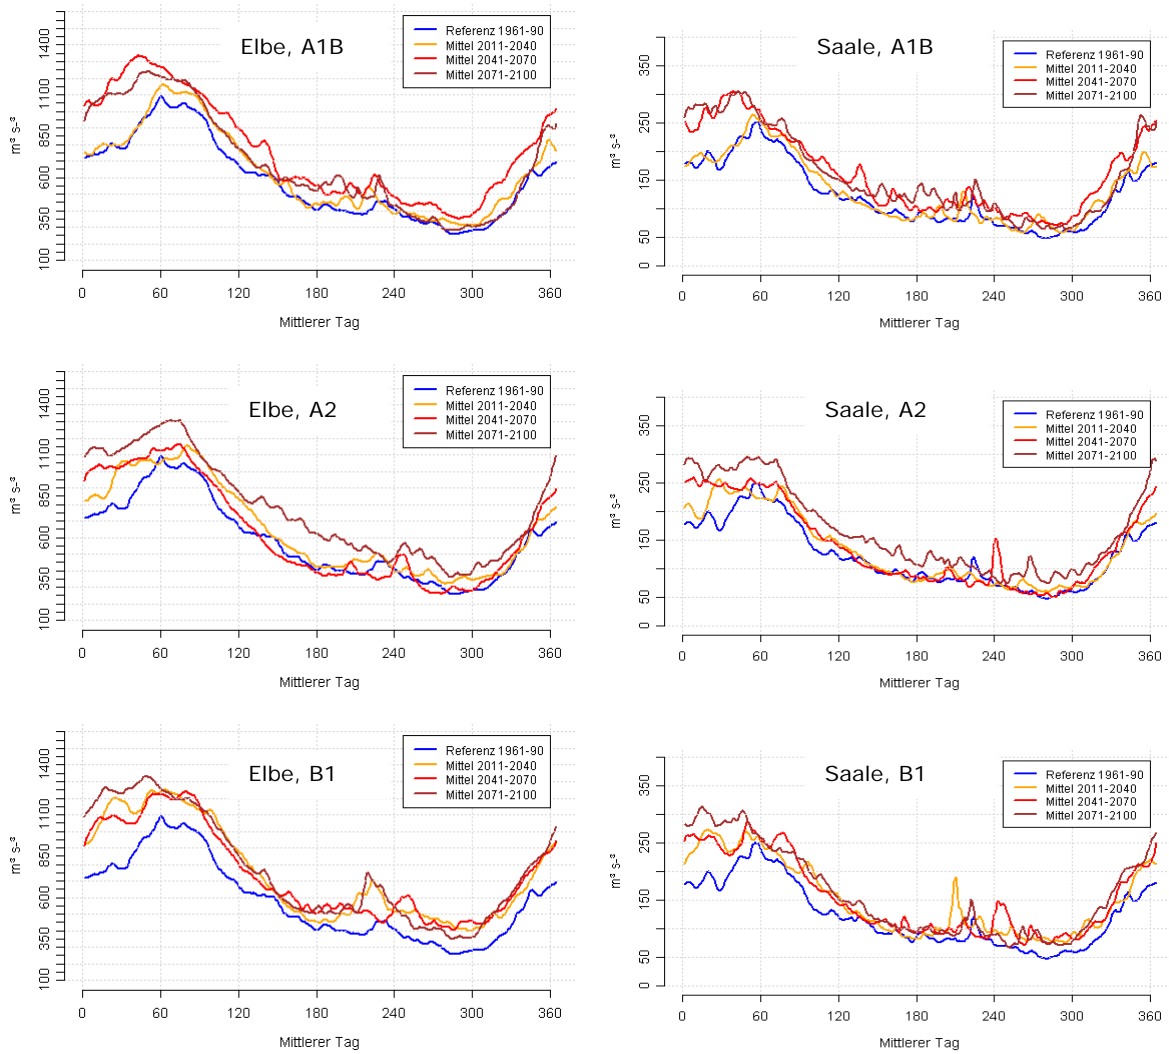 Elbe, A1B
Referenz 1961-90
Mittel 2011-2040
Mittel 2041-2070
Mittel 2071-2100
m³ s-³
100 350 600 850 1100 1400
0 60 120 180 240 300 360
Mittlerer Tag
Saale, A1B
Referenz 1961-90
Mittel 2011-2040
Mittel 2041-2070
Mittel 2071-2100
m³ s-³
0 50 150 250 350
0 60 120 180 240 300 360
Mittlerer Tag
Elbe, A2
Referenz 1961-90
Mittel 2011-2040
Mittel 2041-2070
Mittel 2071-2100
m³ s-³
100 350 600 850 1100 1400
0 60 120 180 240 300 360
Mittlerer Tag
Saale, A2
Referenz 1961-90
Mittel 2011-2040
Mittel 2041-2070
Mittel 2071-2100
m³ s-³
0 50 150 250 350
0 60 120 180 240 300 360
Mittlerer Tag
Elbe, B1
Referenz 1961-90
Mittel 2011-2040
Mittel 2041-2070
Mittel 2071-2100
m³ s-³
100 350 600 850 1100 1400
0 60 120 180 240 300 360
Mittlerer Tag
Saale, B1
Referenz 1961-90
Mittel 2011-2040
Mittel 2041-2070
Mittel 2071-2100
m³ s-³
0 50 150 250 350
0 60 120 180 240 300 360
Mittlerer Tag